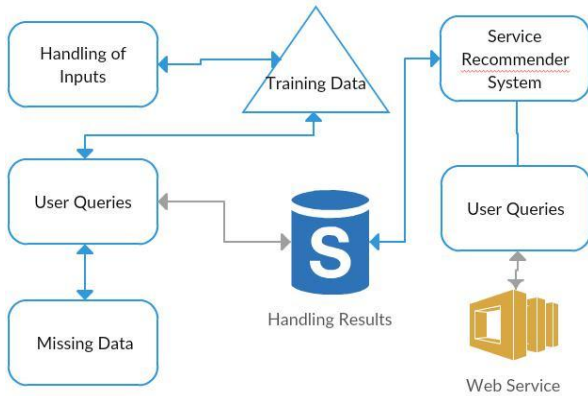 Handling of
Inputs
Training Data
Service
Recommender
System
User Queries
User Queries
S
Handling Results
Missing Data
Web Service